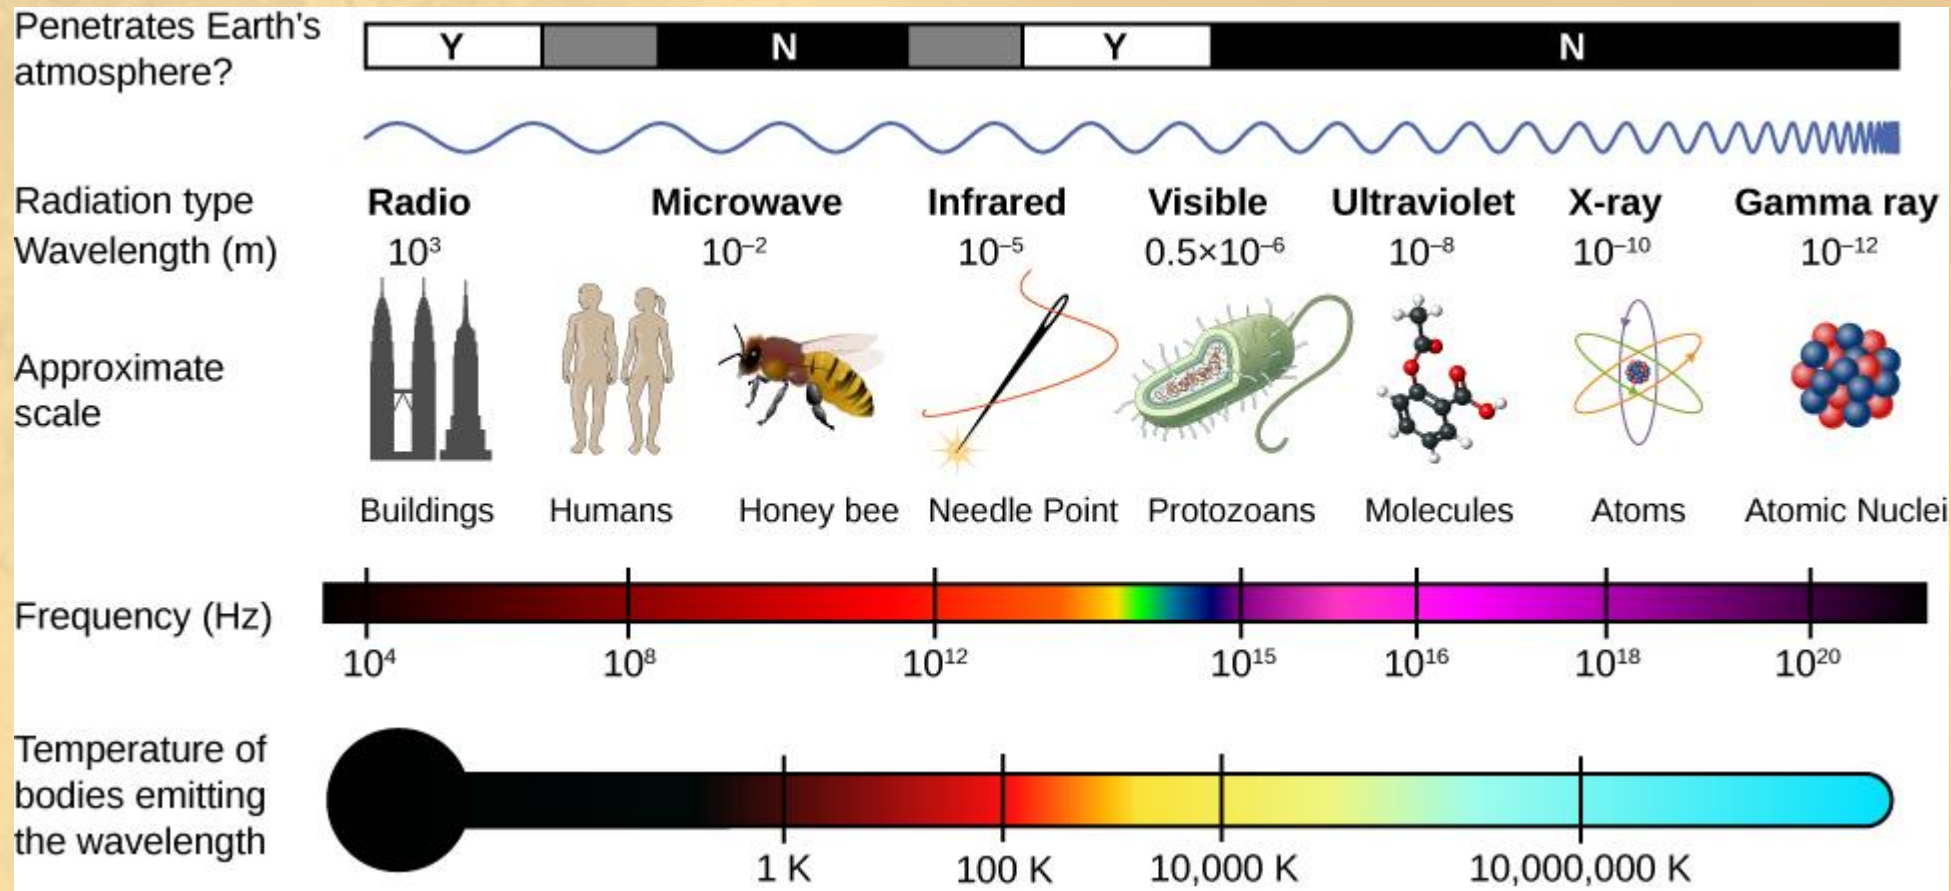 Penetrates Earth's
atmosphere?
Y N Y N
Radiation type Radio Microwave Infrared Visible Ultraviolet X-ray Gamma ray
Wavelength (m) 10³ 10⁻² 10⁻⁵ 0.5×10⁻⁶ 10⁻⁸ 10⁻¹⁰ 10⁻¹²
Approximate
scale
Buildings Humans Honey bee Needle Point Protozoans Molecules Atoms Atomic Nuclei
Frequency (Hz)
10⁴ 10⁸ 10¹² 10¹⁵ 10¹⁶ 10¹⁸ 10²⁰
Temperature of
bodies emitting
the wavelength
1 K 100 K 10,000 K 10,000,000 K